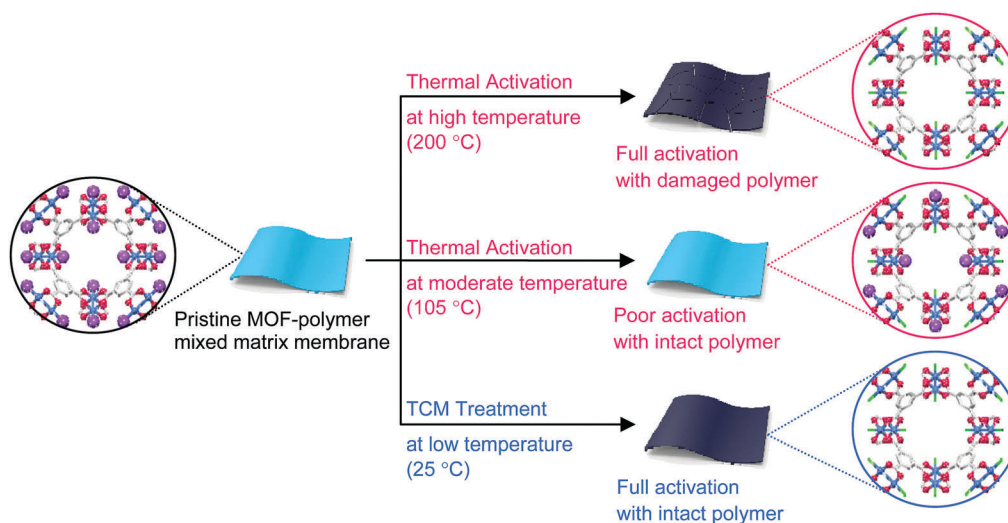 Thermal Activation
at high temperature
(200 °C)
Full activation
with damaged polymer
Pristine MOF-polymer
mixed matrix membrane
Thermal Activation
at moderate temperature
(105 °C)
Poor activation
with intact polymer
TCM Treatment
at low temperature
(25 °C)
Full activation
with intact polymer